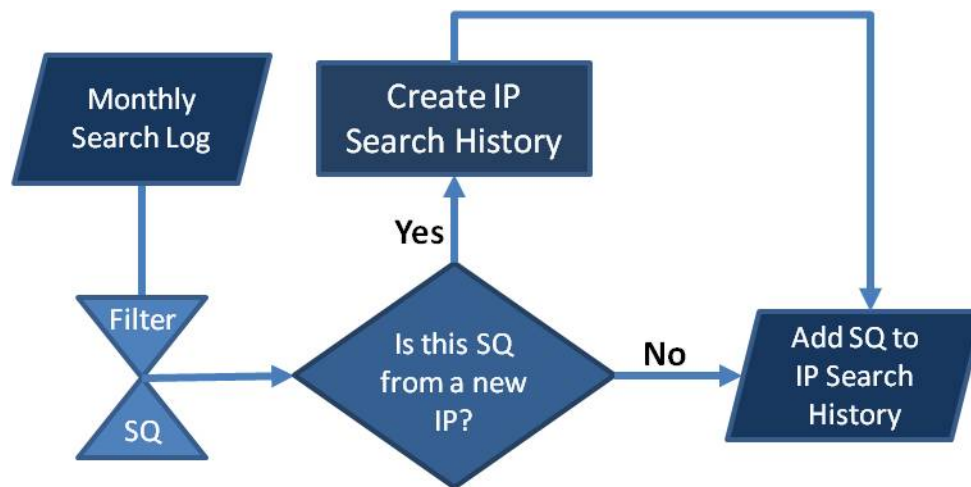 Monthly
Search Log
Create IP
Search History
Yes
Filter
SQ
Is this SQ
from a new
IP?
No
Add SQ to
IP Search
History